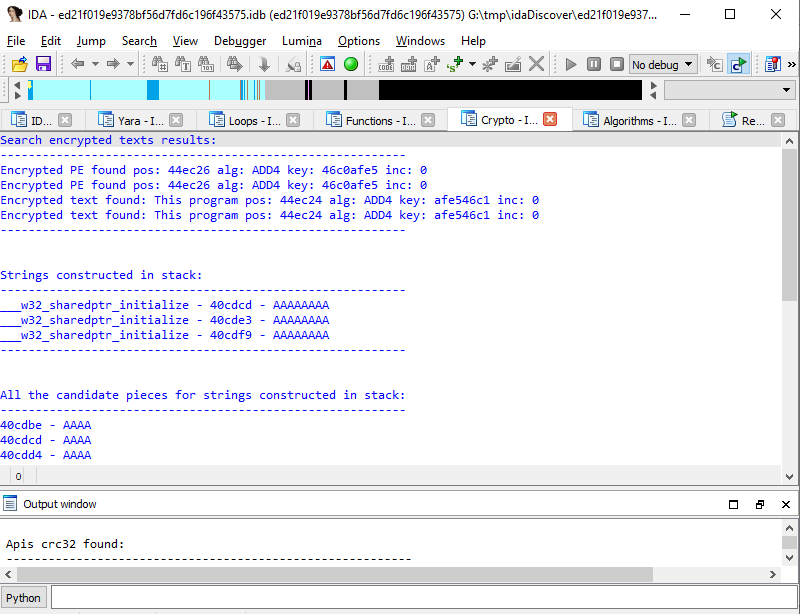 IDA - ed21f019e9378bf56d7fd6c196f43575.idb (ed21f019e9378bf56d7fd6c196f43575) G:\tmp\idaDiscover\ed21f019e937...
File Edit Jump Search View Debugger Lumina Options Windows Help
No debug
ID... Yara - I... Loops - I... Functions - I... Crypto - I... Algorithms - I... Re...
Search encrypted texts results:
----------------------------------------------------------
Encrypted PE found pos: 44ec26 alg: ADD4 key: 46c0afe5 inc: 0
Encrypted PE found pos: 44ec26 alg: ADD4 key: 46c0afe5 inc: 0
Encrypted text found: This program pos: 44ec24 alg: ADD4 key: afe546c1 inc: 0
Encrypted text found: This program pos: 44ec24 alg: ADD4 key: afe546c1 inc: 0
----------------------------------------------------------
Strings constructed in stack:
----------------------------------------------------------
___w32_sharedptr_initialize - 40cdcd - AAAAAAAA
___w32_sharedptr_initialize - 40cde3 - AAAAAAAA
___w32_sharedptr_initialize - 40cdf9 - AAAAAAAA
----------------------------------------------------------
All the candidate pieces for strings constructed in stack:
----------------------------------------------------------
40cdbe - AAAA
40cdcd - AAAA
40cdd4 - AAAA
0
Output window
Apis crc32 found:
----------------------------------------------------------
Python